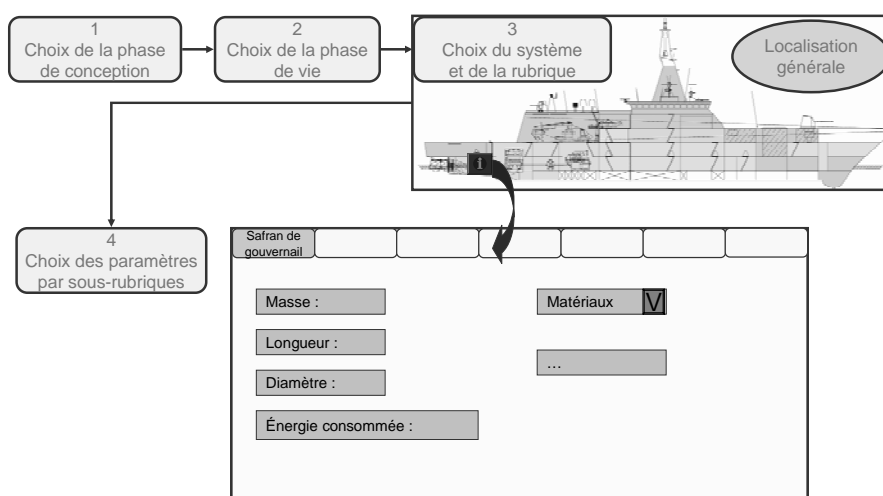 1
Choix de la phase
de conception
2
Choix de la phase
de vie
3
Choix du système
et de la rubrique
Localisation
générale
i
4
Choix des paramètres
par sous-rubriques
Safran de
gouvernail
Masse :
Matériaux V
Longueur :
...
Diamètre :
Énergie consommée :